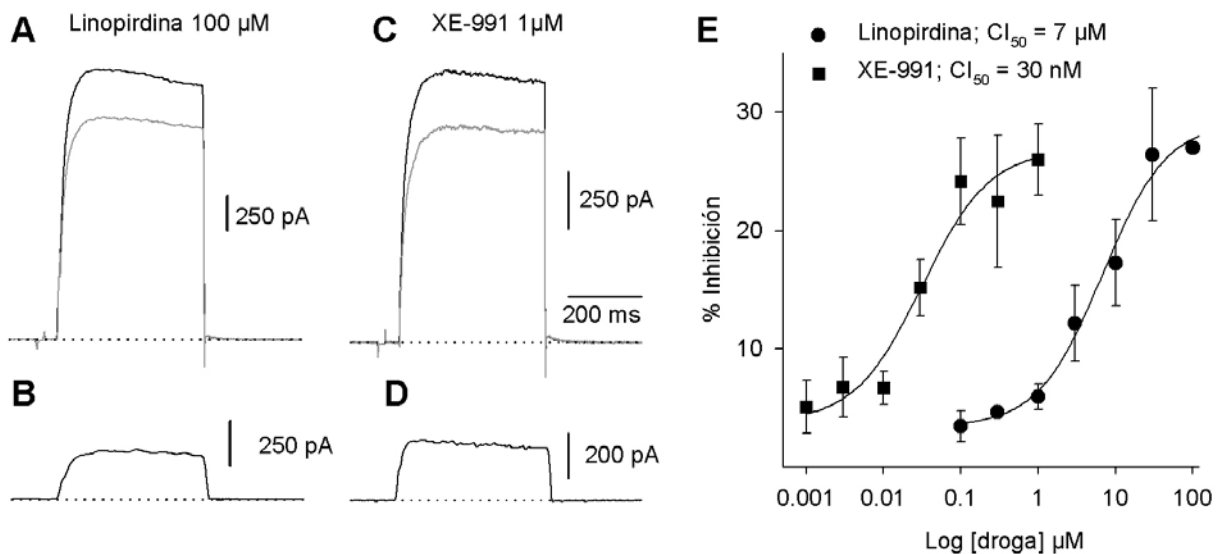 A
Linopirdina 100 µM
250 pA
B
250 pA
C
XE-991 1µM
250 pA
200 ms
D
200 pA
E
Linopirdina; CI50 = 7 µM
XE-991; CI50 = 30 nM
% Inhibición
30
20
10
0.001 0.01 0.1 1 10 100
Log [droga] µM